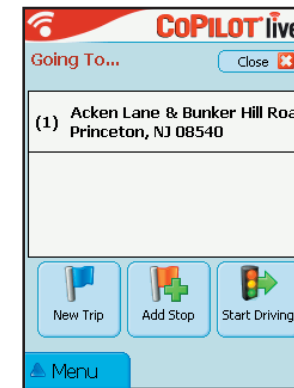 CoPILOT live
Going To...
Close
(1) Acken Lane & Bunker Hill Roa
Princeton, NJ 08540
New Trip
Add Stop
Start Driving
Menu